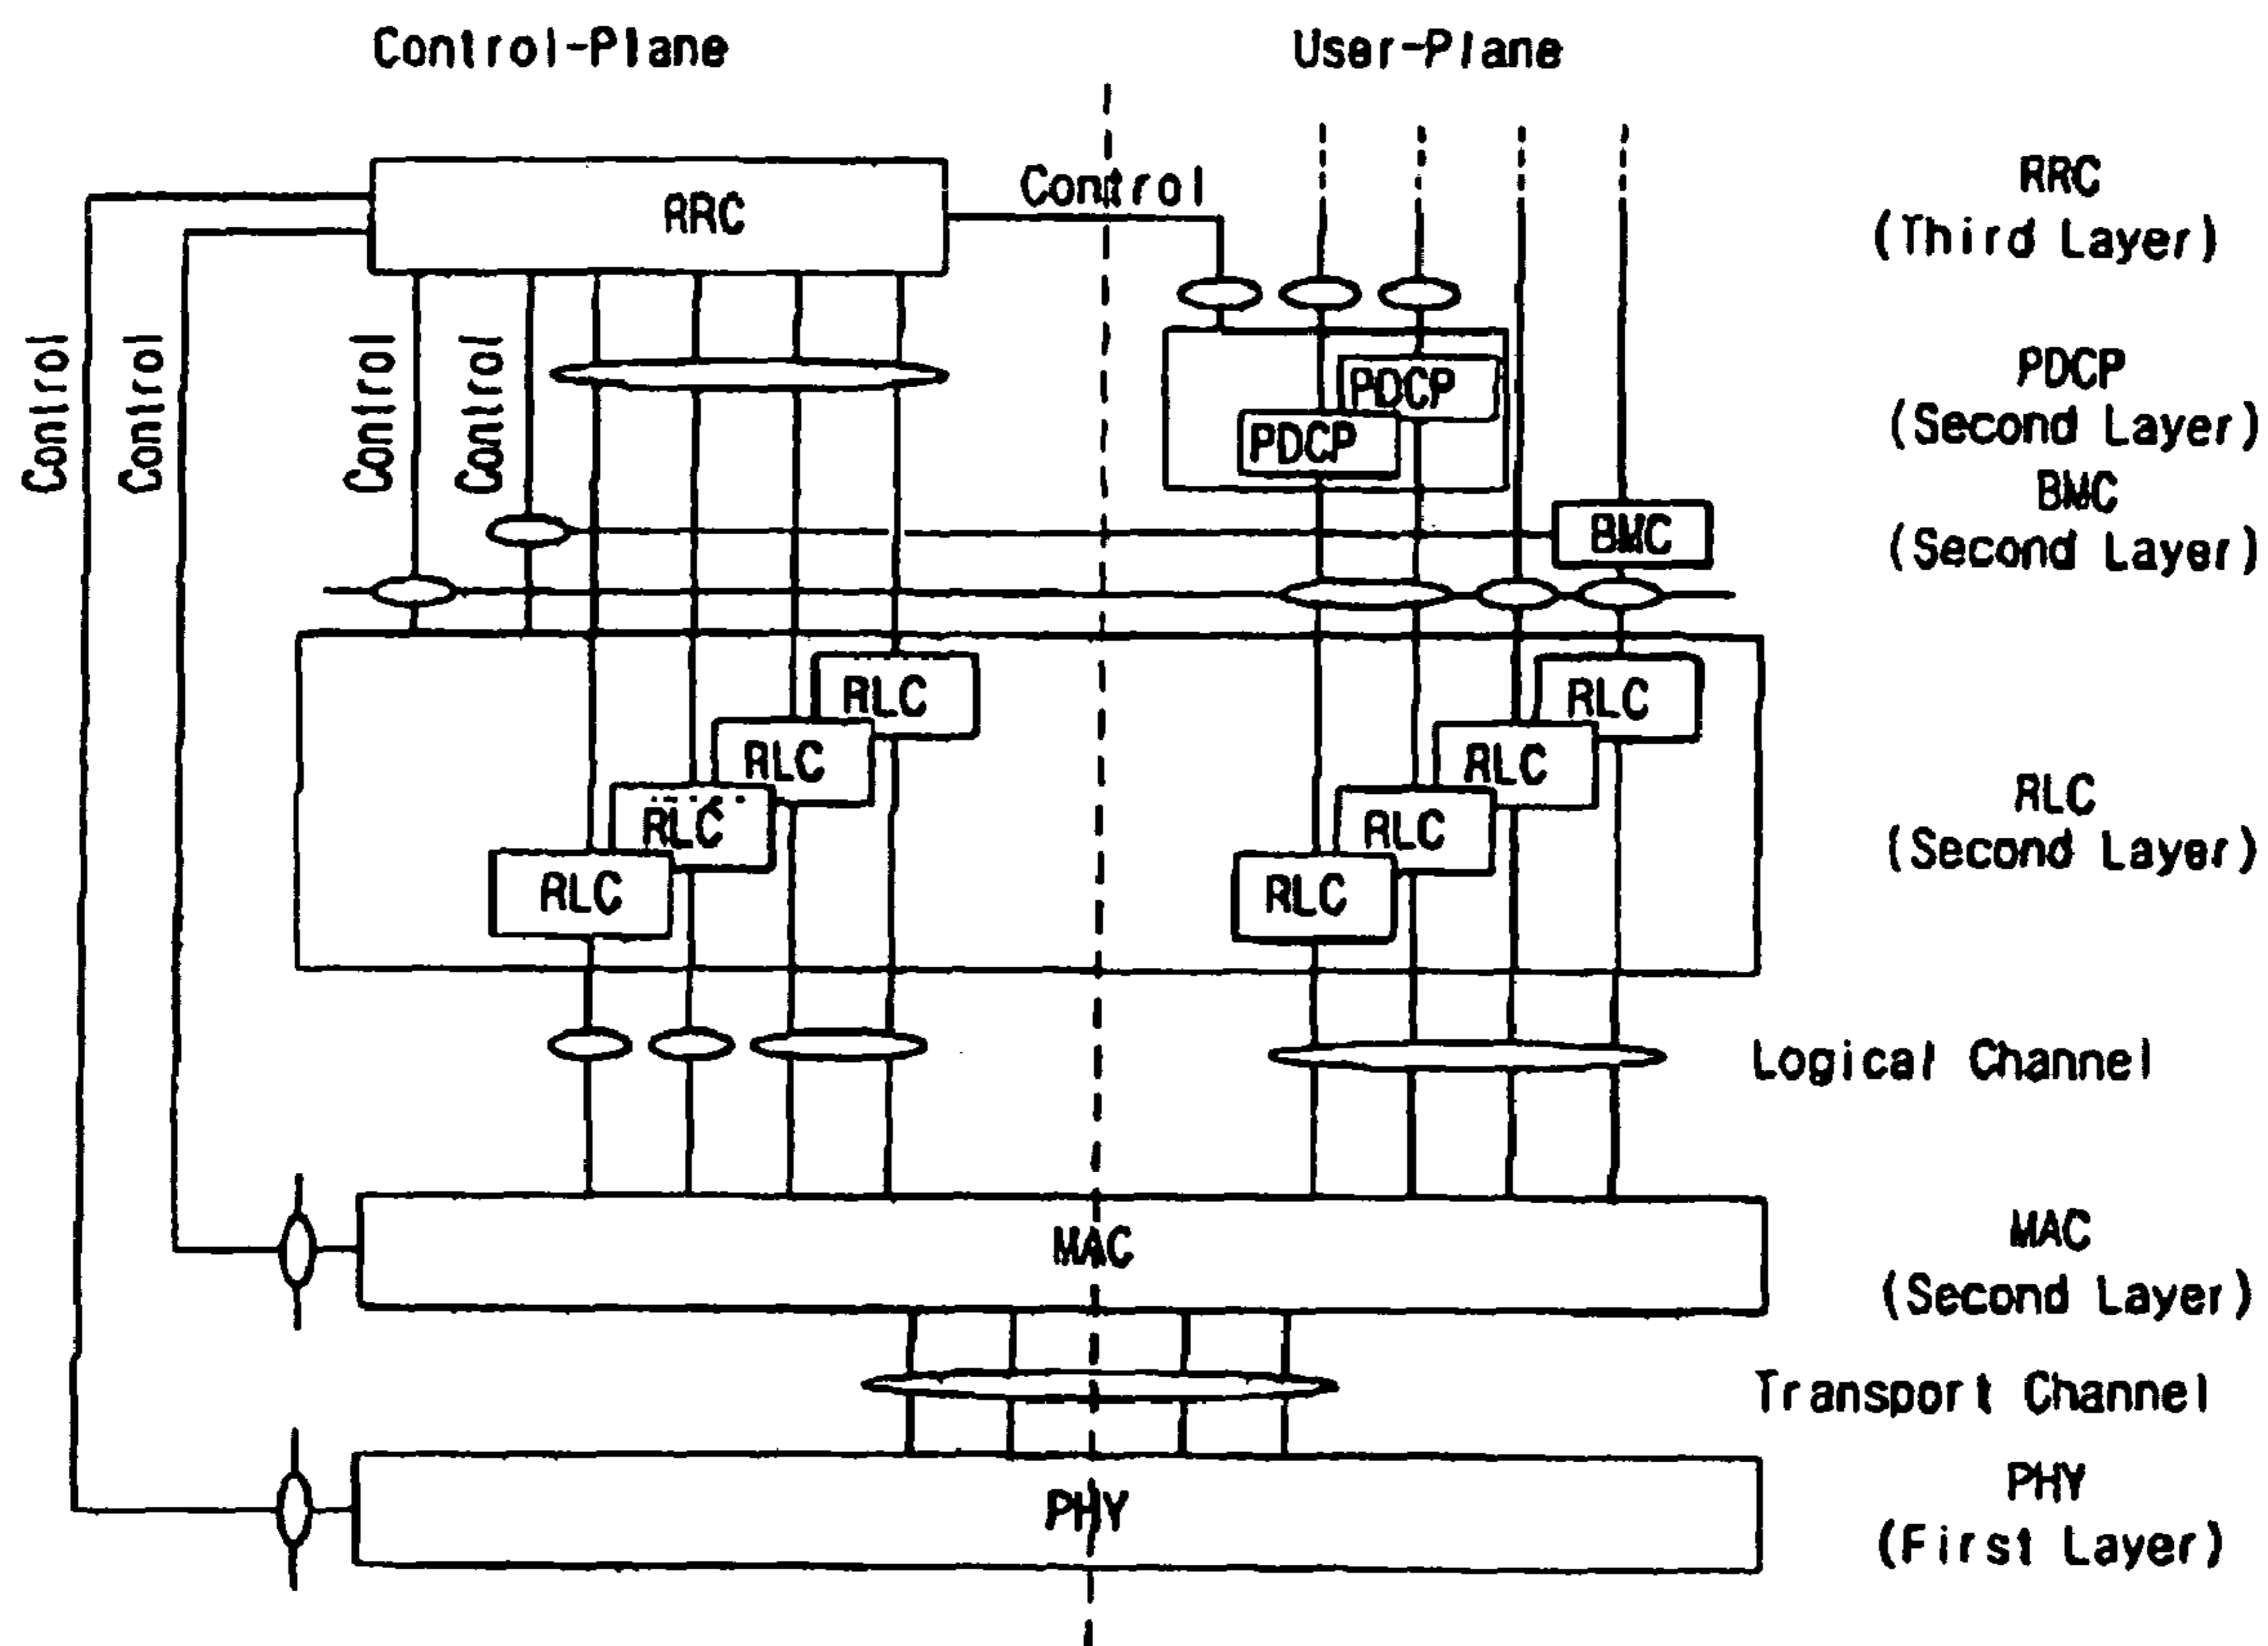 Control-Plane
User-Plane
RRC
Control
RRC
(Third Layer)
Control
Control
Control
Control
PDCP
PDCP
PDCP
(Second Layer)
BMC
BMC
(Second Layer)
RLC
RLC
RLC
RLC
RLC
RLC
RLC
RLC
RLC
(Second Layer)
Logical Channel
MAC
MAC
(Second Layer)
Transport Channel
PHY
PHY
(First Layer)